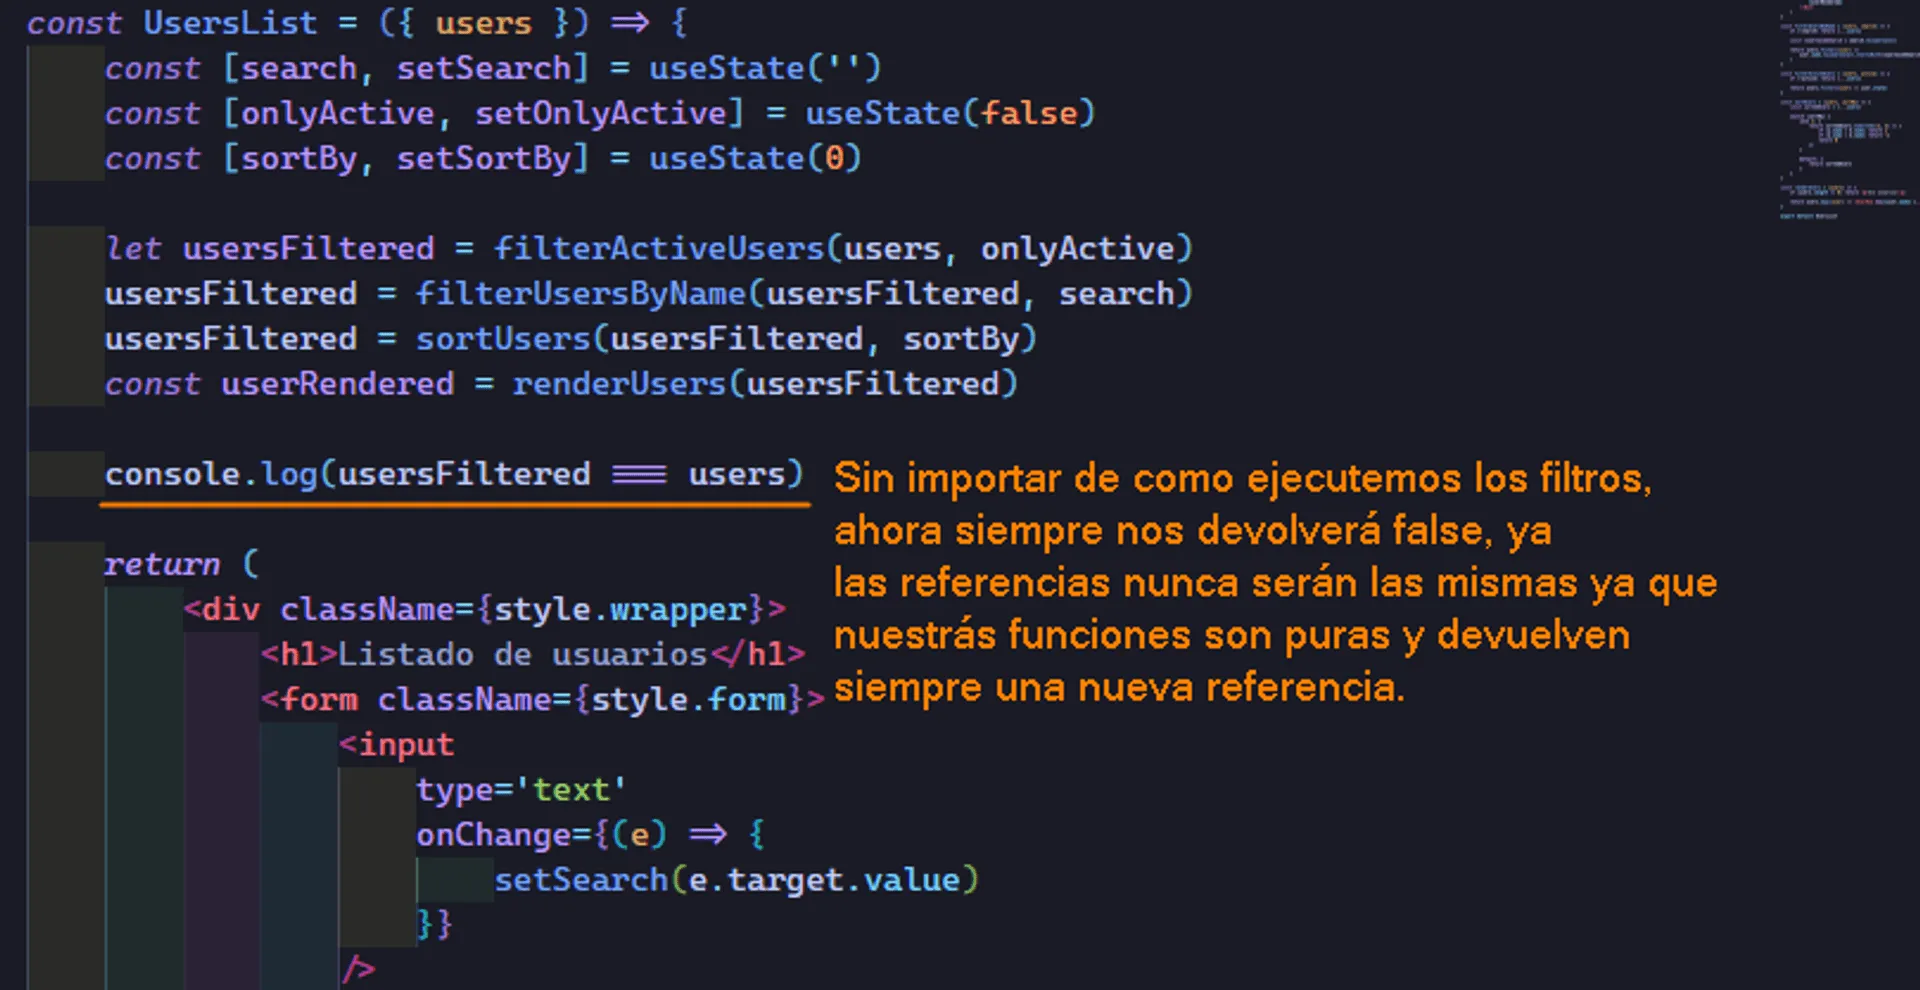 const UsersList = ({ users }) => {
const [search, setSearch] = useState('')
const [onlyActive, setOnlyActive] = useState(false)
const [sortBy, setSortBy] = useState(0)
let usersFiltered = filterActiveUsers(users, onlyActive)
usersFiltered = filterUsersByName(usersFiltered, search)
usersFiltered = sortUsers(usersFiltered, sortBy)
const userRendered = renderUsers(usersFiltered)
console.log(usersFiltered === users)
Sin importar de como ejecutemos los filtros,
ahora siempre nos devolverá false, ya
las referencias nunca serán las mismas ya que
nuestrás funciones son puras y devuelven
siempre una nueva referencia.
return (
<div className={style.wrapper}>
<h1>Listado de usuarios</h1>
<form className={style.form}>
<input
type='text'
onChange={(e) => {
setSearch(e.target.value)
}}
/>